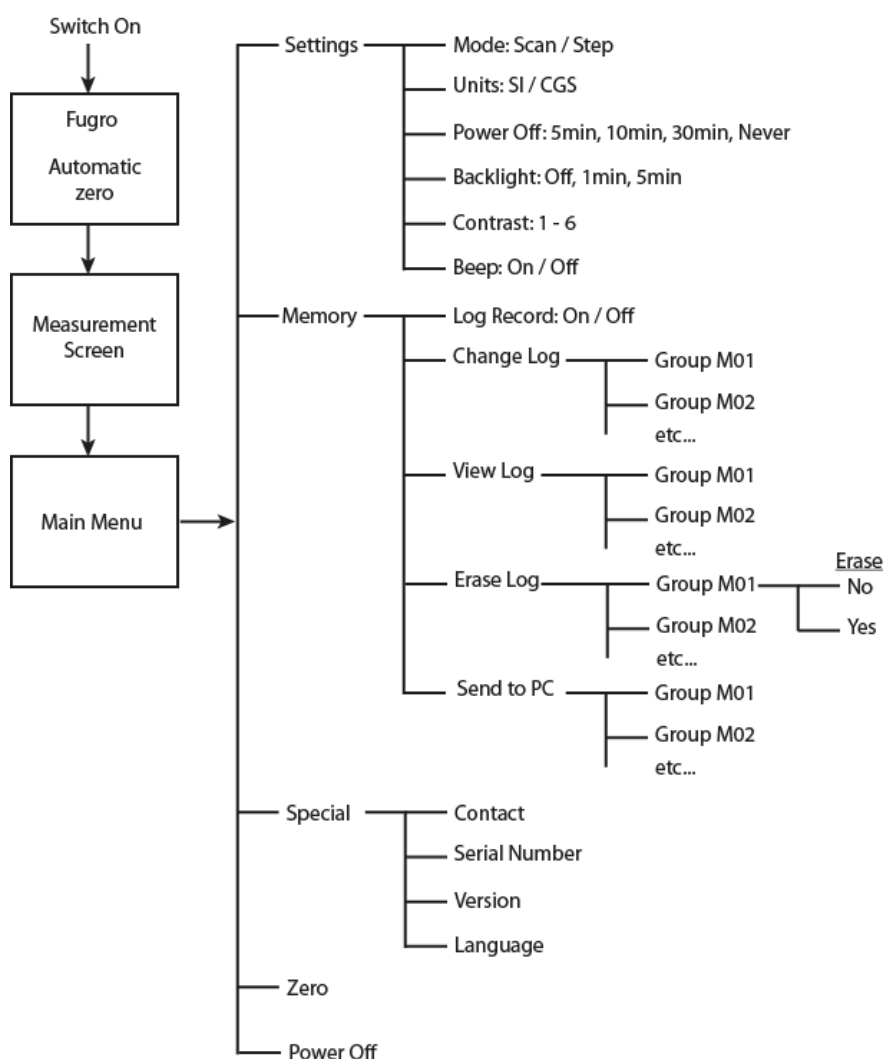 Switch On
Fugro
Automatic
zero
Measurement
Screen
Main Menu
Settings
Mode: Scan / Step
Units: SI / CGS
Power Off: 5min, 10min, 30min, Never
Backlight: Off, 1min, 5min
Contrast: 1 - 6
Beep: On / Off
Memory
Log Record: On / Off
Change Log
Group M01
Group M02
etc...
View Log
Group M01
Group M02
etc...
Erase Log
Group M01
Erase
No
Yes
Group M02
etc...
Send to PC
Group M01
Group M02
etc...
Special
Contact
Serial Number
Version
Language
Zero
Power Off